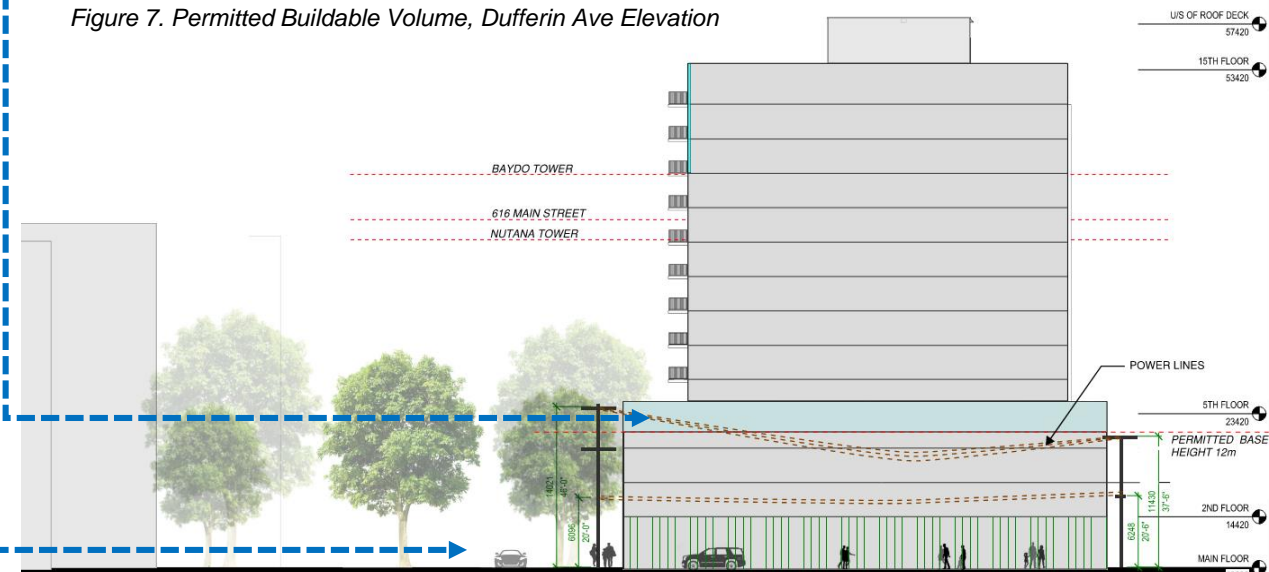 Figure 7. Permitted Buildable Volume, Dufferin Ave Elevation
U/S OF ROOF DECK
57420
15TH FLOOR
53420
BAYDO TOWER
616 MAIN STREET
NUTANA TOWER
POWER LINES
5TH FLOOR
23420
PERMITTED BASE
HEIGHT 12m
14021
46'-0"
6096
20'-0"
11430
37'-6"
6248
20'-6"
2ND FLOOR
14420
MAIN FLOOR